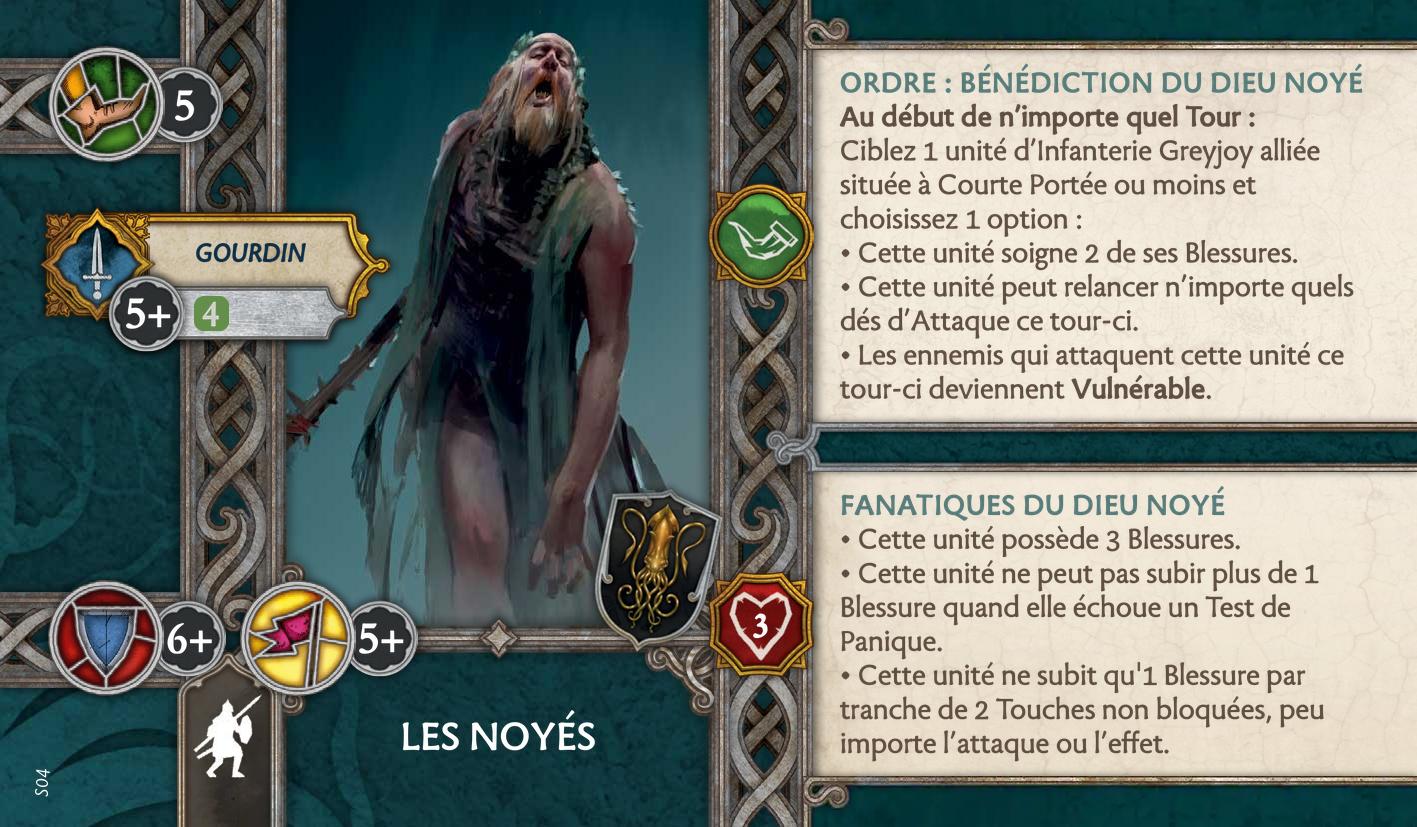 5
GOURDIN
5+ 4
6+ 5+
LES NOYÉS
S04
3
ORDRE : BÉNÉDICTION DU DIEU NOYÉ
Au début de n’importe quel Tour :
Ciblez 1 unité d’Infanterie Greyjoy alliée
située à Courte Portée ou moins et
choisissez 1 option :
• Cette unité soigne 2 de ses Blessures.
• Cette unité peut relancer n’importe quels
dés d’Attaque ce tour-ci.
• Les ennemis qui attaquent cette unité ce
tour-ci deviennent Vulnérable.
FANATIQUES DU DIEU NOYÉ
• Cette unité possède 3 Blessures.
• Cette unité ne peut pas subir plus de 1
Blessure quand elle échoue un Test de
Panique.
• Cette unité ne subit qu'1 Blessure par
tranche de 2 Touches non bloquées, peu
importe l’attaque ou l’effet.